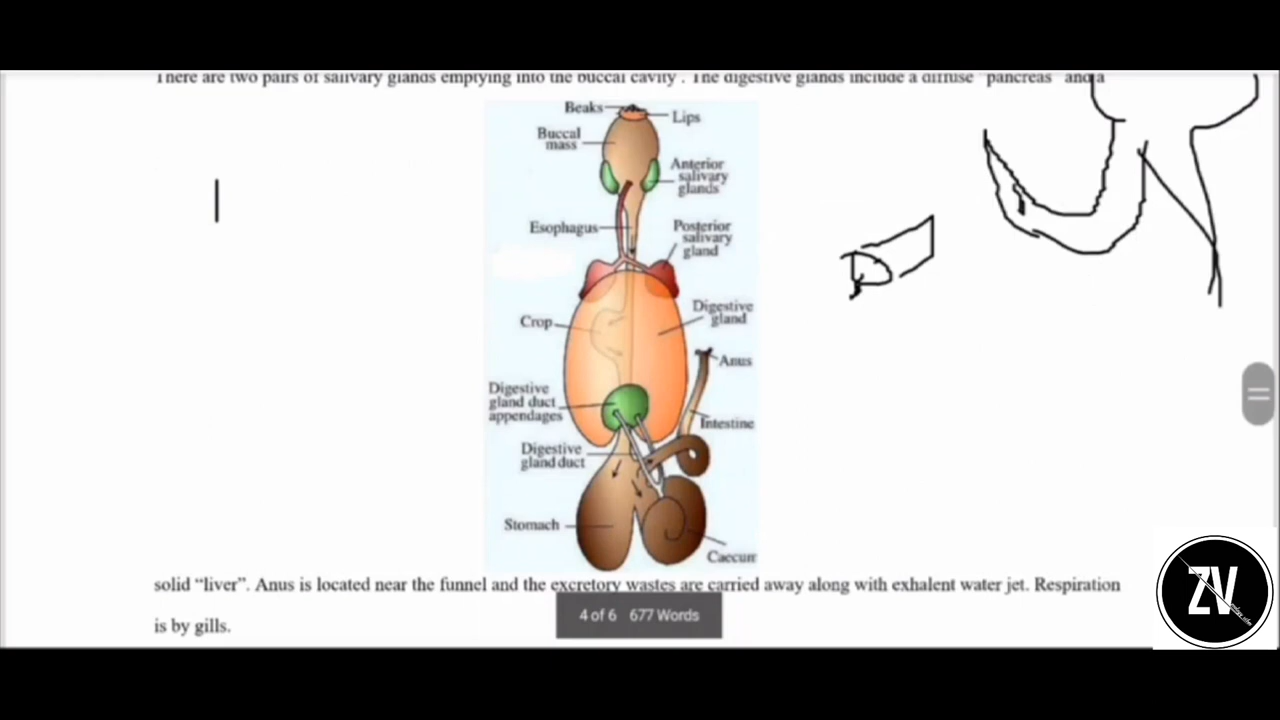 There are two pairs of salivary glands emptying into the buccal cavity . The digestive glands include a diffuse "pancreas" and a
Beaks
Lips
Buccal
mass
Anterior
salivary
glands
Esophagus
Posterior
salivary
gland
Digestive
gland
Crop
Anus
Digestive
gland duct
appendages
Intestine
Digestive
gland duct
Stomach
Caecum
solid “liver”. Anus is located near the funnel and the excretory wastes are carried away along with exhalent water jet. Respiration
is by gills.
4 of 6 677 Words
ZV